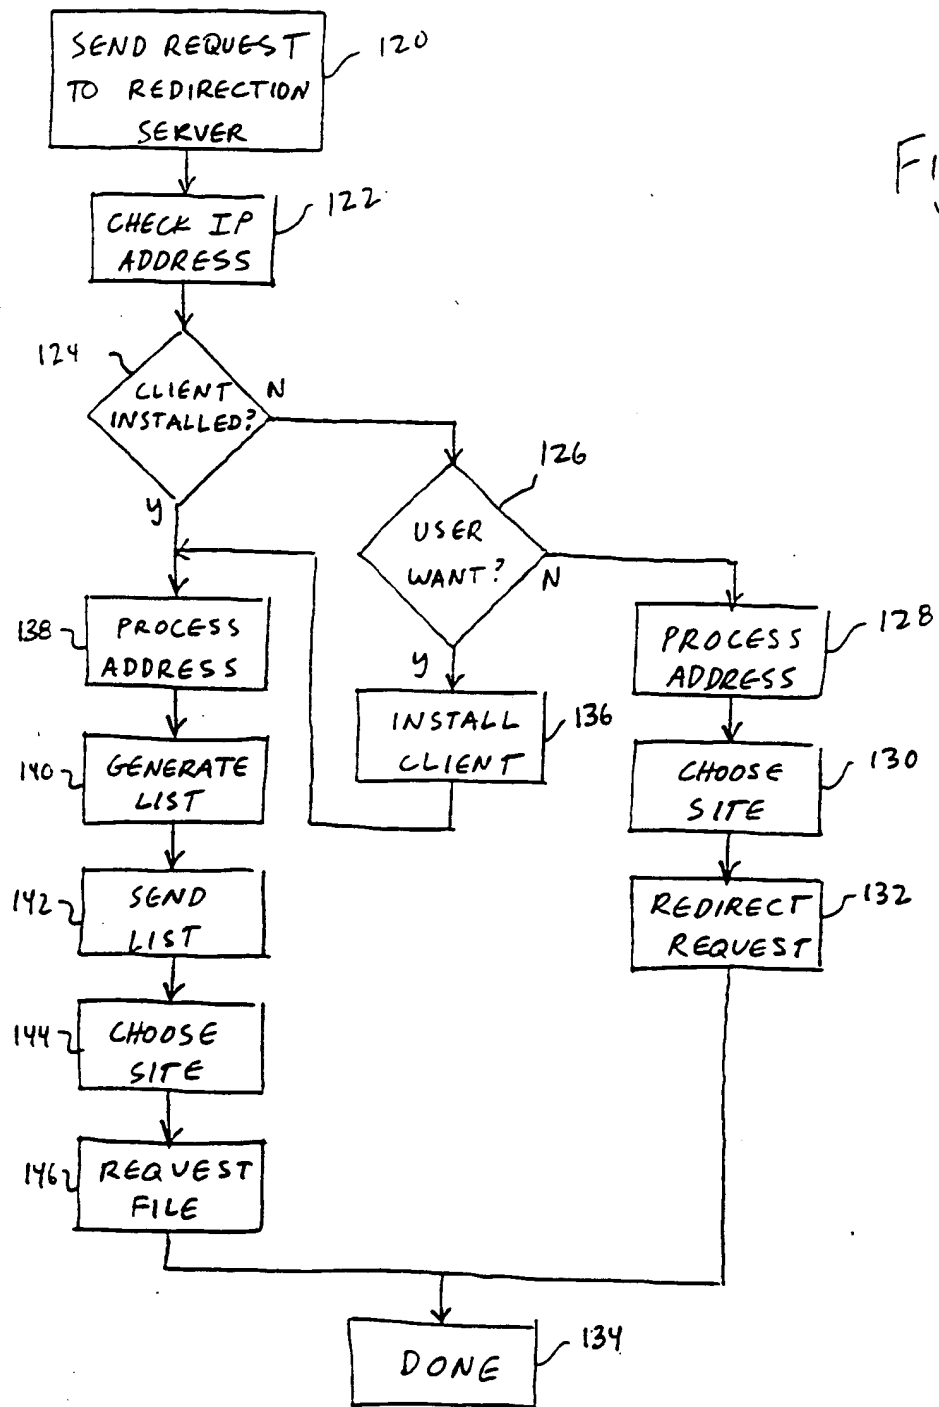 SEND REQUEST
TO REDIRECTION
SERVER
120
CHECK IP
ADDRESS
122
124
CLIENT
INSTALLED?
N
Y
126
USER
WANT?
N
Y
138
PROCESS
ADDRESS
INSTALL
CLIENT
136
PROCESS
ADDRESS
128
140
GENERATE
LIST
CHOOSE
SITE
130
142
SEND
LIST
REDIRECT
REQUEST
132
144
CHOOSE
SITE
146
REQUEST
FILE
DONE
134